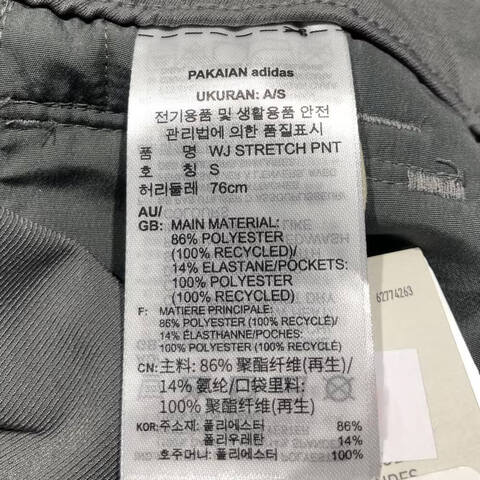 PAKAIAN adidas
UKURAN: A/S
전기용품 및 생활용품 안전
관리법에 의한 품질표시
품 명 WJ STRETCH PNT
호 칭 S
허리둘레 76cm
AU/
GB: MAIN MATERIAL:
86% POLYESTER
(100% RECYCLED)/
14% ELASTANE/POCKETS:
100% POLYESTER
(100% RECYCLED)
F: MATIERE PRINCIPALE:
86% POLYESTER (100% RECYCLE)/
14% ÉLASTHANNE/POCHES:
100% POLYESTER (100% RECYCLE)
CN: 主料: 86% 聚酯纤维(再生)/
14% 氨纶/口袋里料:
100% 聚酯纤维(再生)
KOR: 주소재: 폴리에스터 86%
폴리우레탄 14%
호주머니: 폴리에스터 100%
62774263